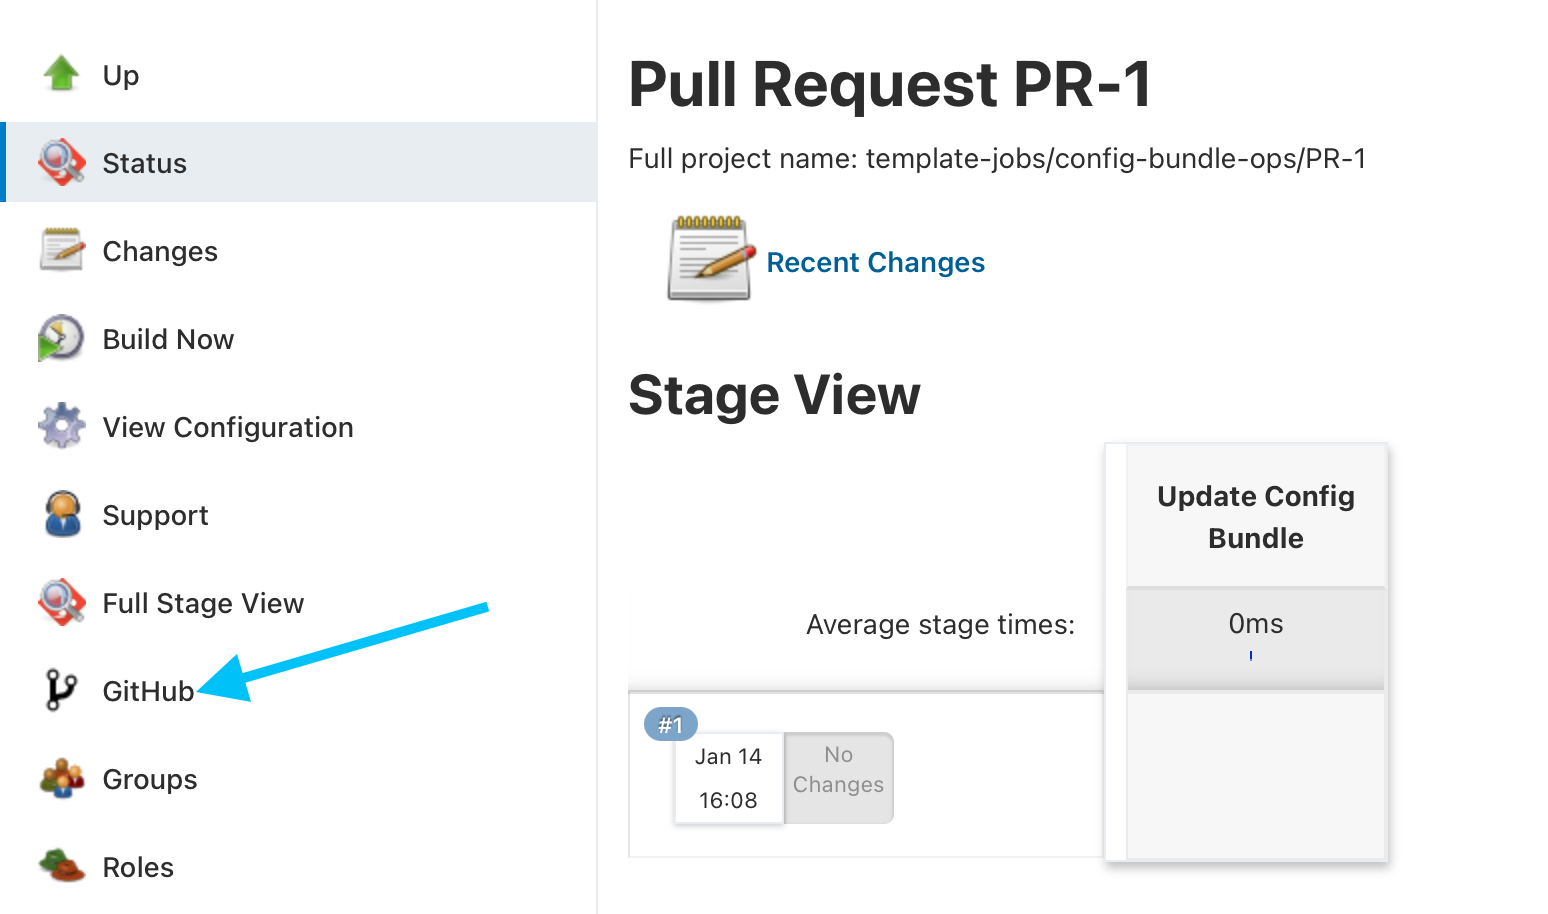 Up
Status
Changes
Build Now
View Configuration
Support
Full Stage View
GitHub
Groups
Roles
Pull Request PR-1
Full project name: template-jobs/config-bundle-ops/PR-1
Recent Changes
Stage View
Update Config
Bundle
Average stage times:
0ms
#1
Jan 14
16:08
No
Changes